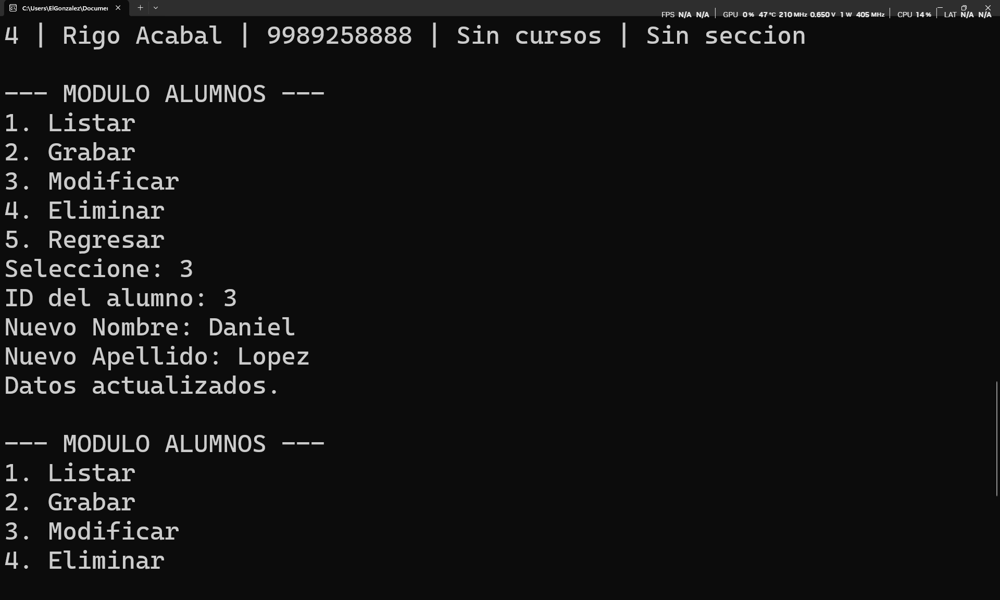 C:\Users\ElGonzalez\Documer
FPS N/A N/A | GPU 0% 47°C 210 MHz 0.650 V 1 W 405 MHz | CPU 14% | LAT N/A N/A
4 | Rigo Acabal | 9989258888 | Sin cursos | Sin seccion
--- MODULO ALUMNOS ---
1. Listar
2. Grabar
3. Modificar
4. Eliminar
5. Regresar
Seleccione: 3
ID del alumno: 3
Nuevo Nombre: Daniel
Nuevo Apellido: Lopez
Datos actualizados.
--- MODULO ALUMNOS ---
1. Listar
2. Grabar
3. Modificar
4. Eliminar